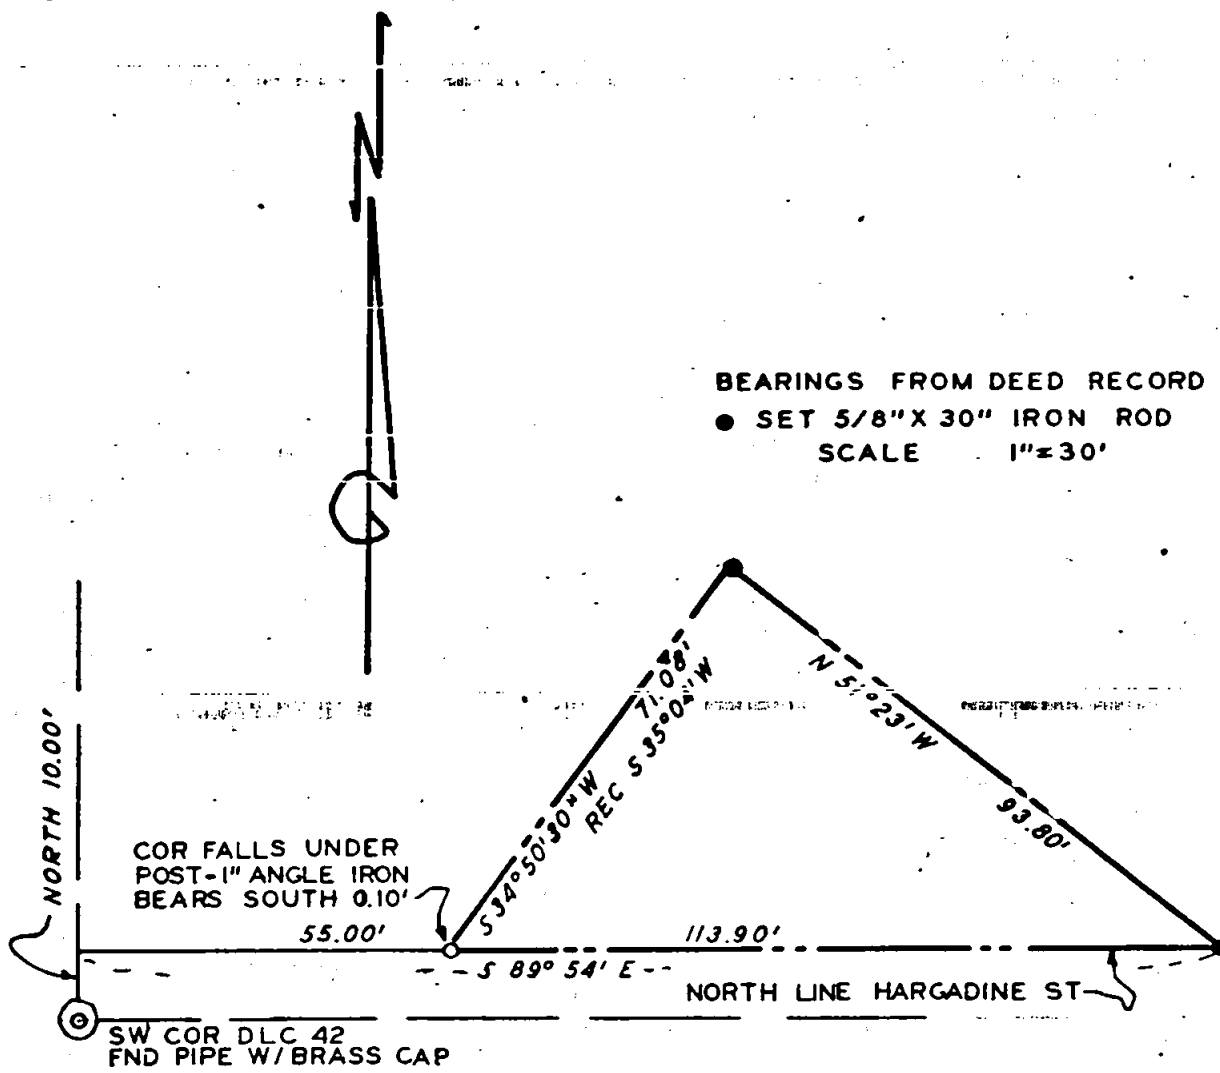 N
BEARINGS FROM DEED RECORD
● SET 5/8" X 30" IRON ROD
SCALE 1"=30'
NORTH 10.00'
S 34° 50' 30" W
71.08'
REC S 35° 04' W
N 51° 23' W
93.80'
COR FALLS UNDER
POST-1" ANGLE IRON
BEARS SOUTH 0.10'
55.00'
113.90'
S 89° 54' E
NORTH LINE HARGADINE ST
SW COR DLC 42
FND PIPE W/ BRASS CAP